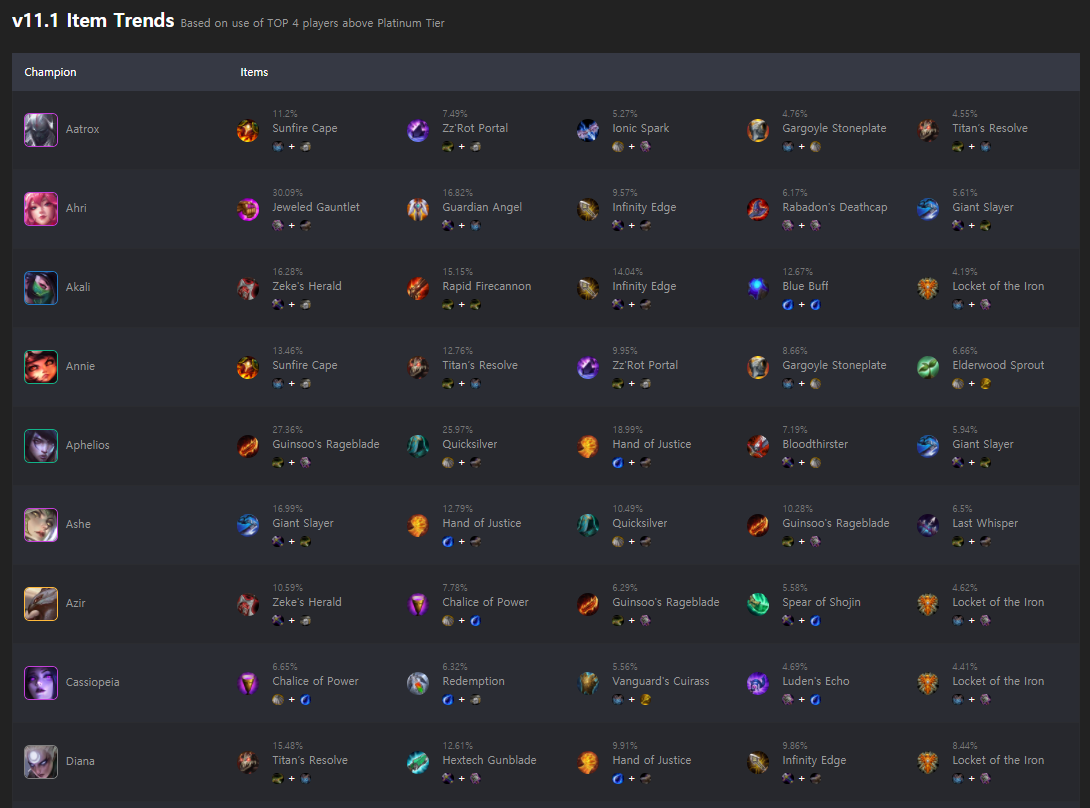 v11.1 Item Trends Based on use of TOP 4 players above Platinum Tier
Champion Items
11.2% 7.49% 5.27% 4.76% 4.55%
Aatrox Sunfire Cape Zz'Rot Portal Ionic Spark Gargoyle Stoneplate Titan's Resolve
+ + + + +
30.09% 16.82% 9.57% 6.17% 5.61%
Ahri Jeweled Gauntlet Guardian Angel Infinity Edge Rabadon's Deathcap Giant Slayer
+ + + + +
16.28% 15.15% 14.04% 12.67% 4.19%
Akali Zeke's Herald Rapid Firecannon Infinity Edge Blue Buff Locket of the Iron
+ + + + +
13.46% 12.76% 9.95% 8.66% 6.66%
Annie Sunfire Cape Titan's Resolve Zz'Rot Portal Gargoyle Stoneplate Elderwood Sprout
+ + + + +
27.36% 25.97% 18.99% 7.19% 5.94%
Aphelios Guinsoo's Rageblade Quicksilver Hand of Justice Bloodthirster Giant Slayer
+ + + + +
16.99% 12.79% 10.49% 10.28% 6.5%
Ashe Giant Slayer Hand of Justice Quicksilver Guinsoo's Rageblade Last Whisper
+ + + + +
10.59% 7.78% 6.29% 5.58% 4.62%
Azir Zeke's Herald Chalice of Power Guinsoo's Rageblade Spear of Shojin Locket of the Iron
+ + + + +
6.65% 6.32% 5.56% 4.69% 4.41%
Cassiopeia Chalice of Power Redemption Vanguard's Cuirass Luden's Echo Locket of the Iron
+ + + + +
15.48% 12.61% 9.91% 9.86% 8.44%
Diana Titan's Resolve Hextech Gunblade Hand of Justice Infinity Edge Locket of the Iron
+ + + + +